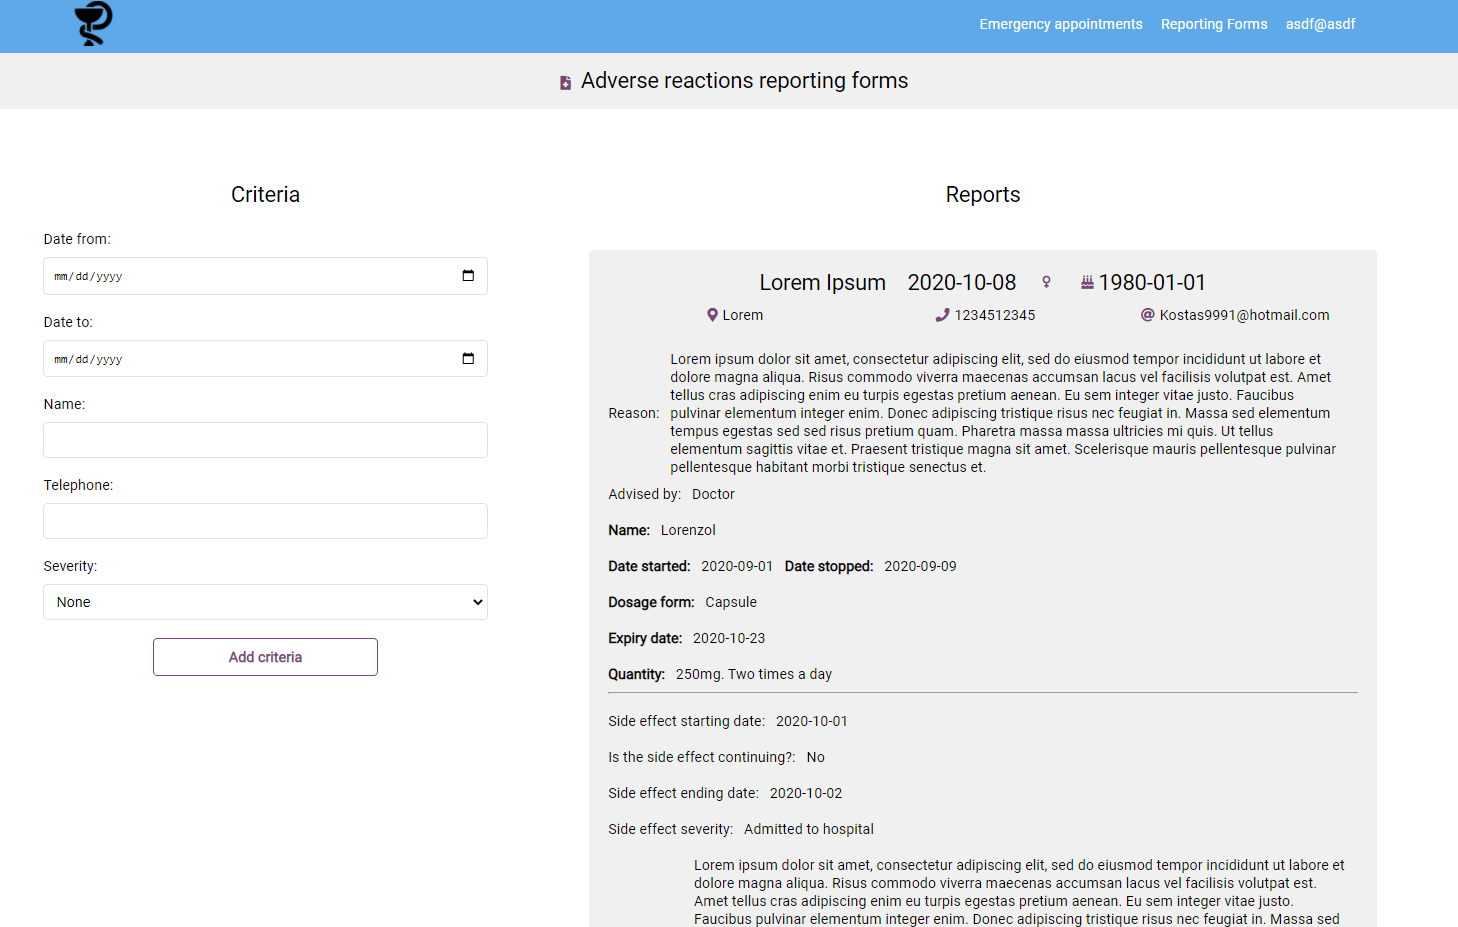 Emergency appointments Reporting Forms asdf@asdf
Adverse reactions reporting forms
Criteria
Date from:
mm/dd/yyyy
Date to:
mm/dd/yyyy
Name:
Telephone:
Severity:
None
Add criteria
Reports
Lorem Ipsum 2020-10-08 1980-01-01
Lorem 1234512345 Kostas9991@hotmail.com
Lorem ipsum dolor sit amet, consectetur adipiscing elit, sed do eiusmod tempor incididunt ut labore et
dolore magna aliqua. Risus commodo viverra maecenas accumsan lacus vel facilisis volutpat est. Amet
tellus cras adipiscing enim eu turpis egestas pretium aenean. Eu sem integer vitae justo. Faucibus
Reason: pulvinar elementum integer enim. Donec adipiscing tristique risus nec feugiat in. Massa sed elementum
tempus egestas sed sed risus pretium quam. Pharetra massa massa ultricies mi quis. Ut tellus
elementum sagittis vitae et. Praesent tristique magna sit amet. Scelerisque mauris pellentesque pulvinar
pellentesque habitant morbi tristique senectus et.
Advised by: Doctor
Name: Lorenzol
Date started: 2020-09-01 Date stopped: 2020-09-09
Dosage form: Capsule
Expiry date: 2020-10-23
Quantity: 250mg. Two times a day
Side effect starting date: 2020-10-01
Is the side effect continuing?: No
Side effect ending date: 2020-10-02
Side effect severity: Admitted to hospital
Lorem ipsum dolor sit amet, consectetur adipiscing elit, sed do eiusmod tempor incididunt ut labore et
dolore magna aliqua. Risus commodo viverra maecenas accumsan lacus vel facilisis volutpat est.
Amet tellus cras adipiscing enim eu turpis egestas pretium aenean. Eu sem integer vitae justo.
Faucibus pulvinar elementum integer enim. Donec adipiscing tristique risus nec feugiat in. Massa sed